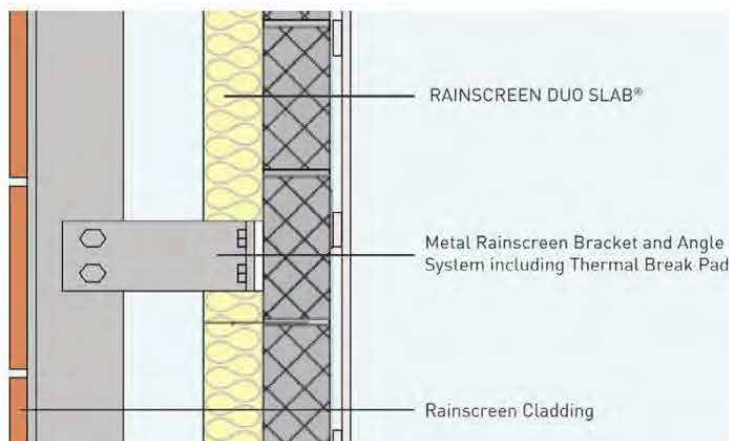 RAINSCREEN DUO SLAB®
Metal Rainscreen Bracket and Angle
System including Thermal Break Pad
Rainscreen Cladding